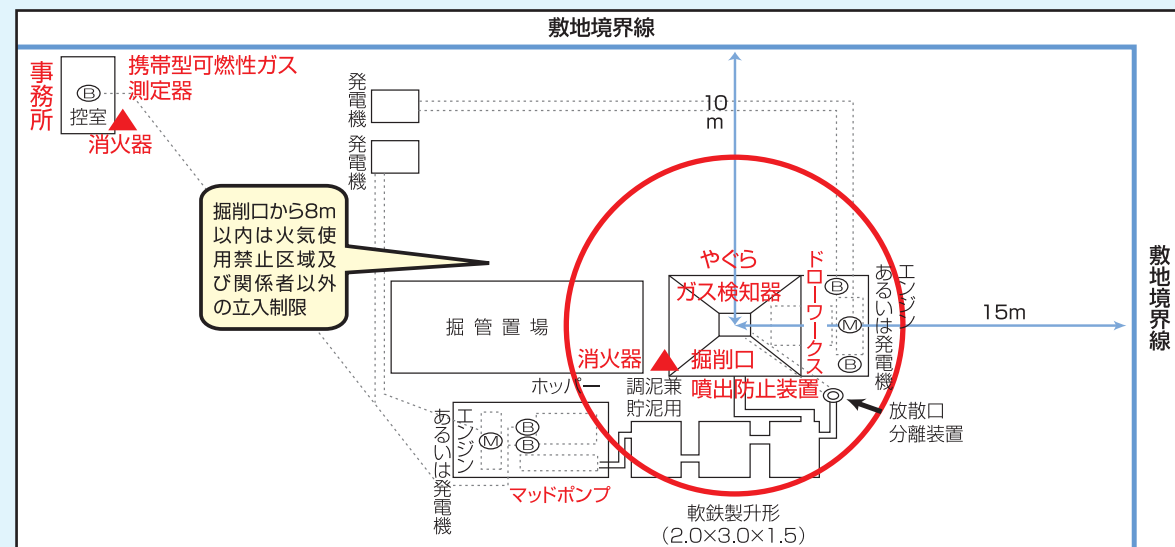 敷地境界線
事務所
Ⓑ
控室
携帯型可燃性ガス
測定器
消火器
発電機
発電機
10
m
掘削口から8m
以内は火気使
用禁止区域及
び関係者以外
の立入制限
掘管置場
やぐら
ガス検知器
ドローワークス
Ⓑ
Ⓜ
Ⓑ
エンジン
あるいは発電機
15m
敷地境界線
消火器
掘削口
噴出防止装置
ホッパー
調泥兼
貯泥用
放散口
分離装置
エンジン
あるいは発電機
Ⓜ
Ⓑ
Ⓑ
マッドポンプ
軟鉄製升形
（2.0×3.0×1.5）